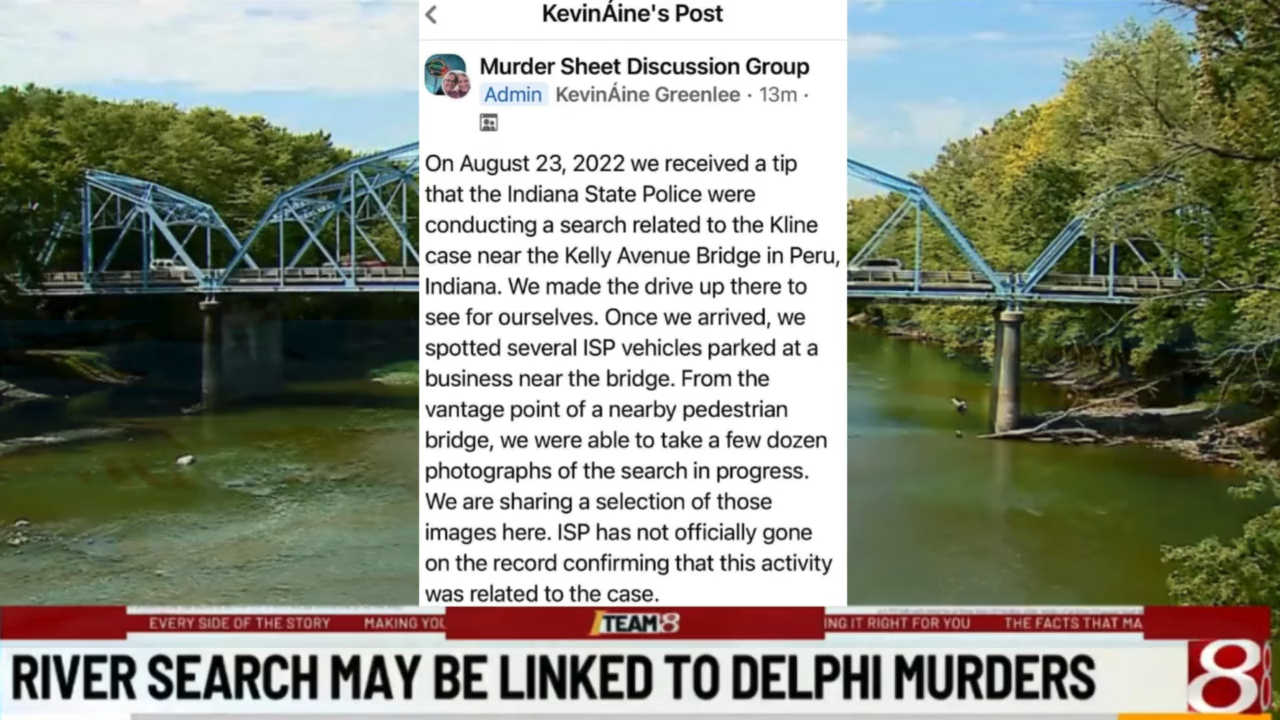 KevinÁine's Post
Murder Sheet Discussion Group
Admin KevinÁine Greenlee · 13m ·
On August 23, 2022 we received a tip
that the Indiana State Police were
conducting a search related to the Kline
case near the Kelly Avenue Bridge in Peru,
Indiana. We made the drive up there to
see for ourselves. Once we arrived, we
spotted several ISP vehicles parked at a
business near the bridge. From the
vantage point of a nearby pedestrian
bridge, we were able to take a few dozen
photographs of the search in progress.
We are sharing a selection of those
images here. ISP has not officially gone
on the record confirming that this activity
was related to the case.
EVERY SIDE OF THE STORY MAKING YOU I TEAM 8 ING IT RIGHT FOR YOU THE FACTS THAT MA
RIVER SEARCH MAY BE LINKED TO DELPHI MURDERS 8